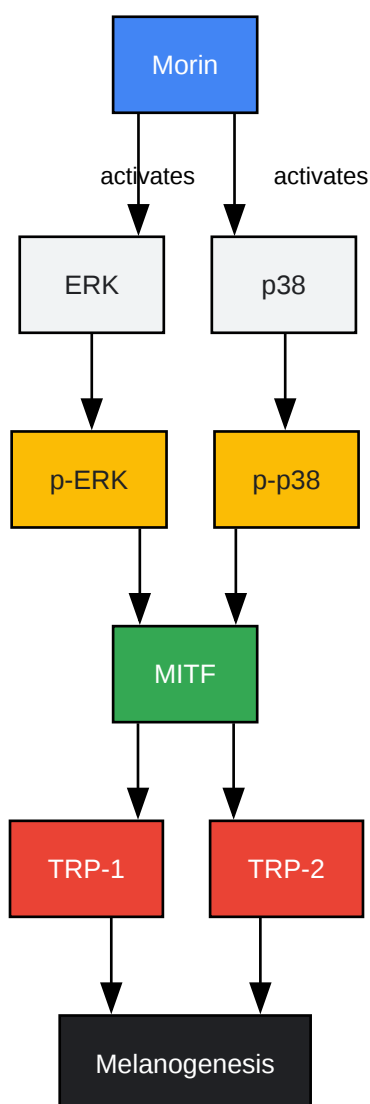 Morin
activates
activates
ERK
p38
p-ERK
p-p38
MITF
TRP-1
TRP-2
Melanogenesis